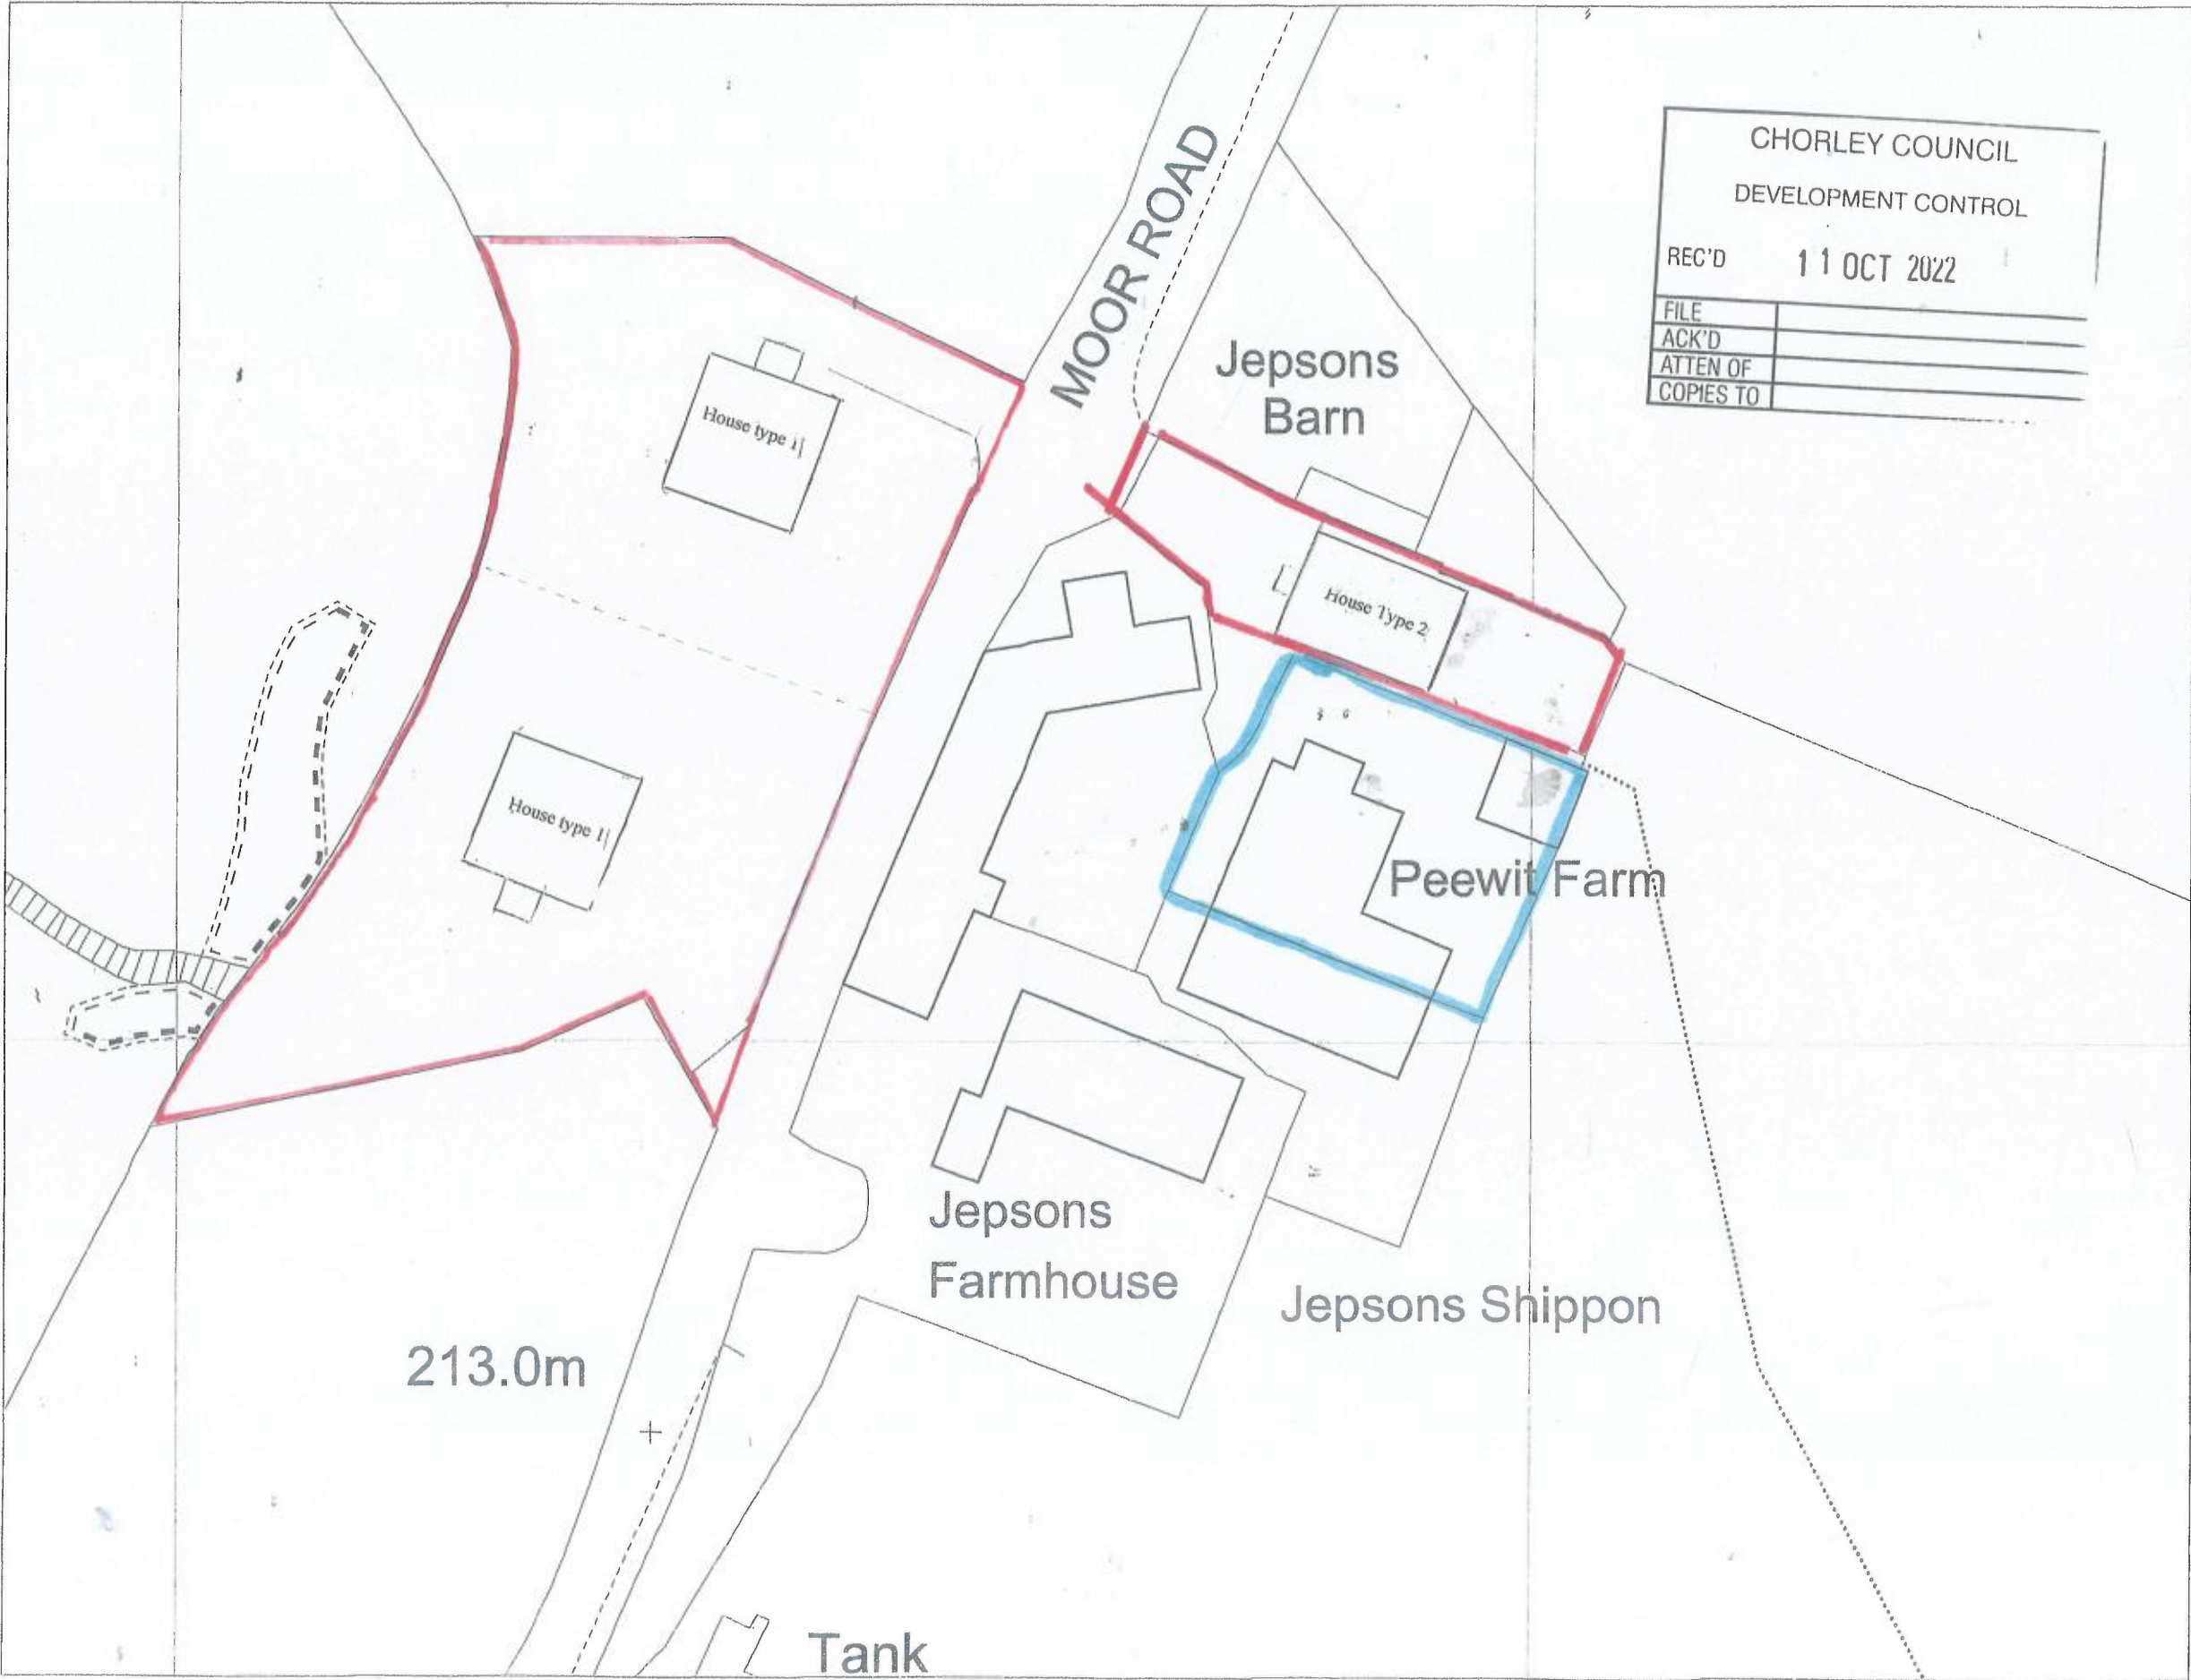 CHORLEY COUNCIL
DEVELOPMENT CONTROL
REC'D 11 OCT 2022
FILE
ACK'D
ATTEN OF
COPIES TO
MOOR ROAD
Jepsons
Barn
House type 1
House Type 2
House type 1
Peewit Farm
Jepsons
Farmhouse
Jepsons Shippon
213.0m
Tank